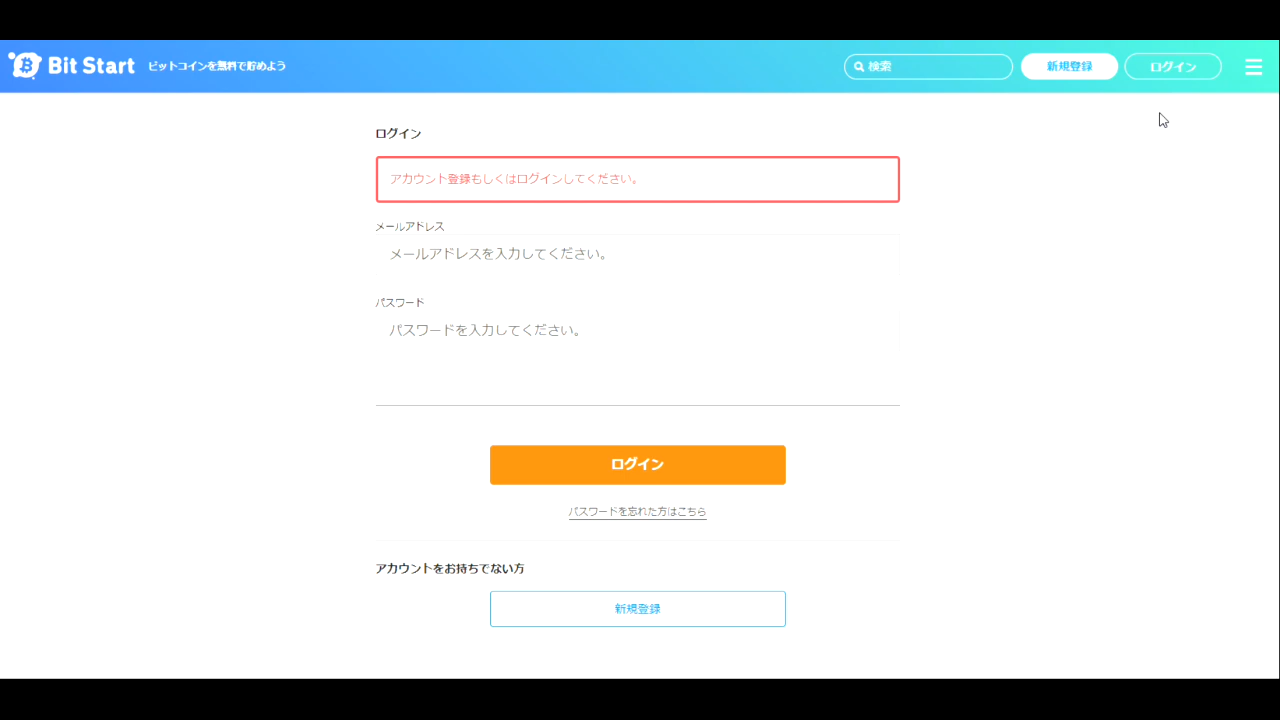 Bit Start
ビットコインを無料で貯めよう
検索
新規登録
ログイン
ログイン
アカウント登録もしくはログインしてください。
メールアドレス
メールアドレスを入力してください。
パスワード
パスワードを入力してください。
ログイン
パスワードを忘れた方はこちら
アカウントをお持ちでない方
新規登録